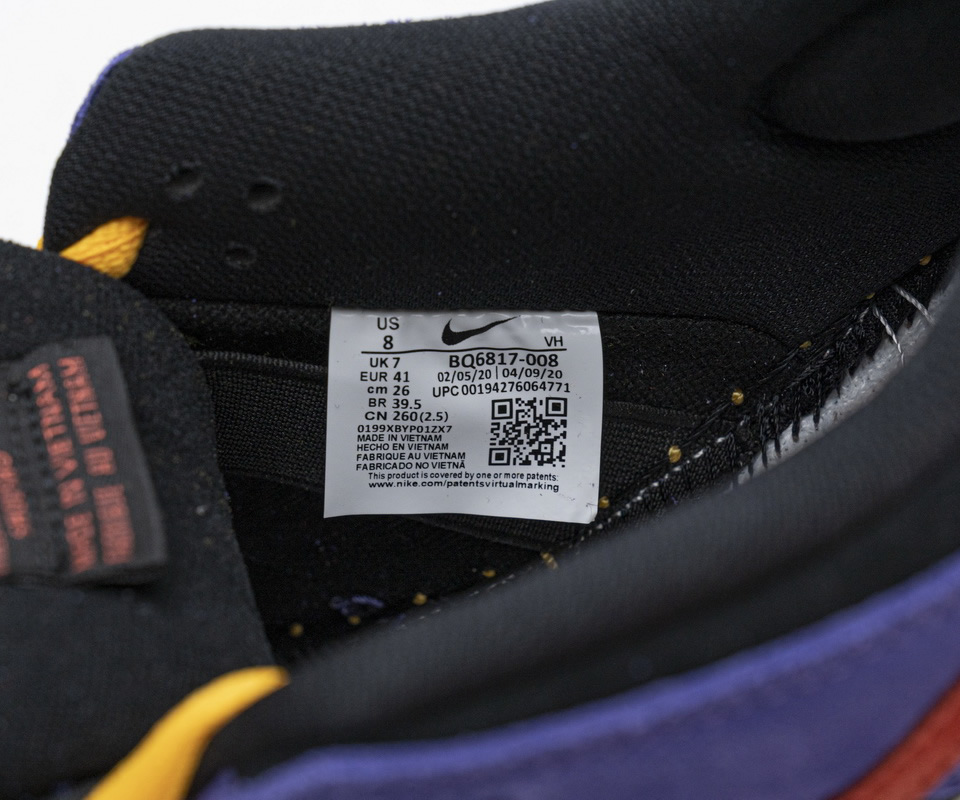 US
8
VH
UK 7
EUR 41
cm 26
BR 39.5
CN 260(2.5)
BQ6817-008
02/05/20 | 04/09/20
UPC 00194276064771
0199XBYP01ZX7
MADE IN VIETNAM
HECHO EN VIETNAM
FABRIQUE AU VIETNAM
FABRICADO NO VIETNÃ
This product is covered by one or more patents:
www.nike.com/patentsvirtualmarking